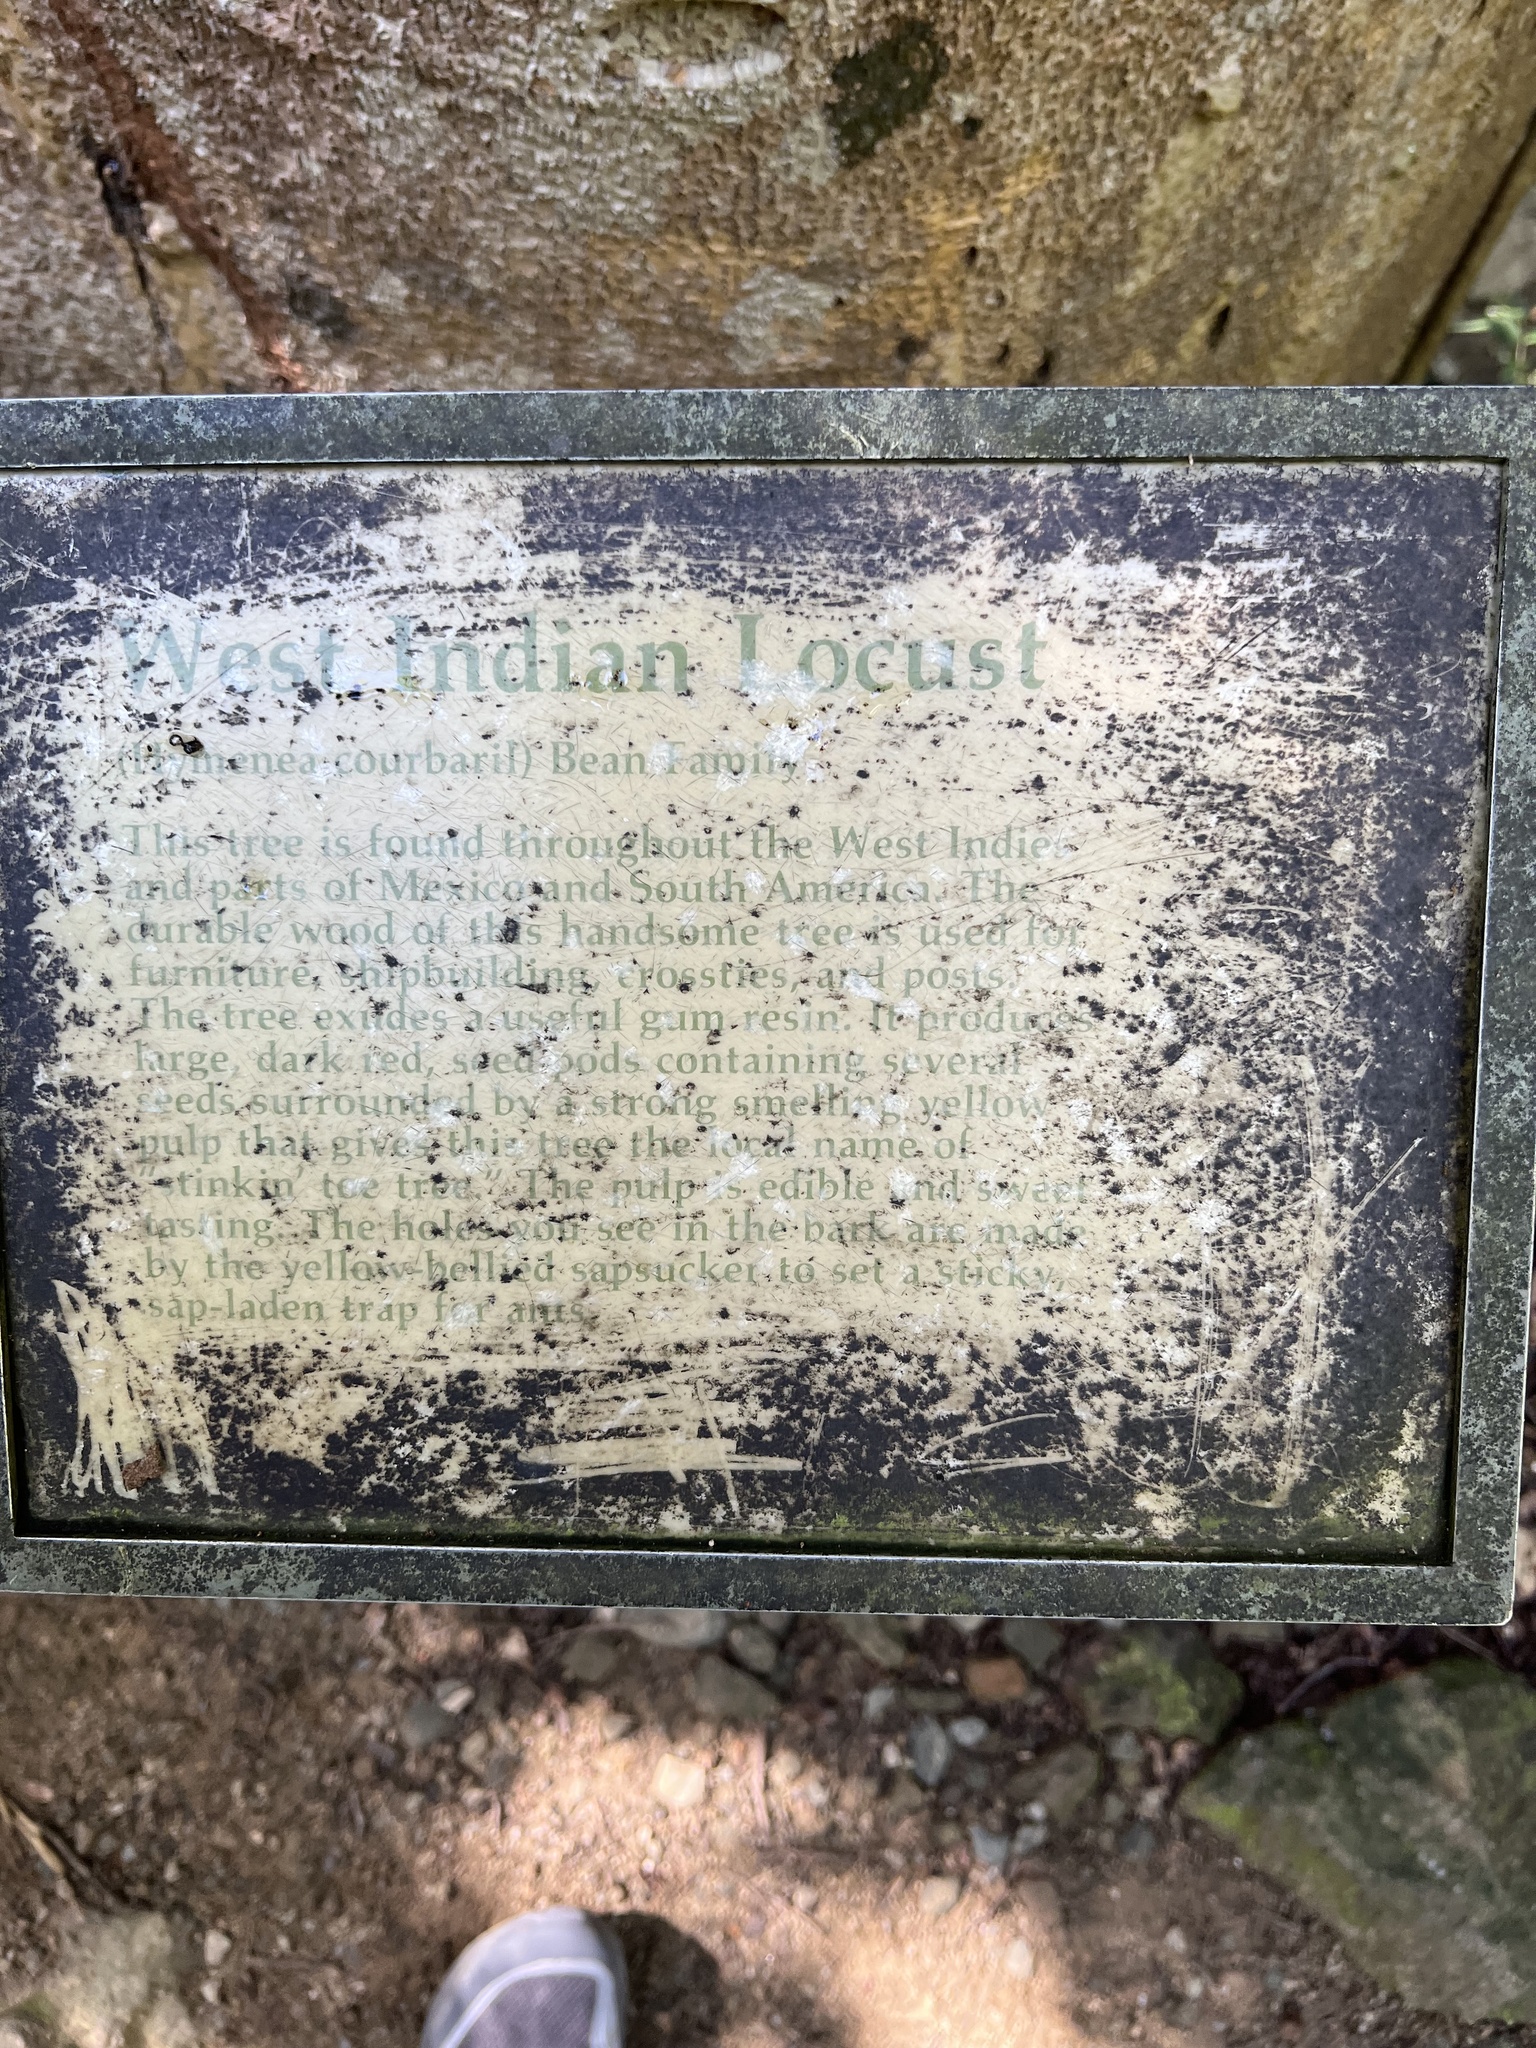 West Indian Locust
(Hymenea courbaril) Bean Family
This tree is found throughout the West Indies
and parts of Mexico and South America. The
durable wood of this handsome tree is used for
furniture, shipbuilding, crossties, and posts.
The tree exudes a useful gum resin. It produces
large, dark red, seed pods containing several
seeds surrounded by a strong smelling yellow
pulp that gives this tree the local name of
"stinkin' toe tree." The pulp is edible and sweet
tasting. The holes you see in the bark are made
by the yellow-bellied sapsucker to set a sticky,
sap-laden trap for ants.